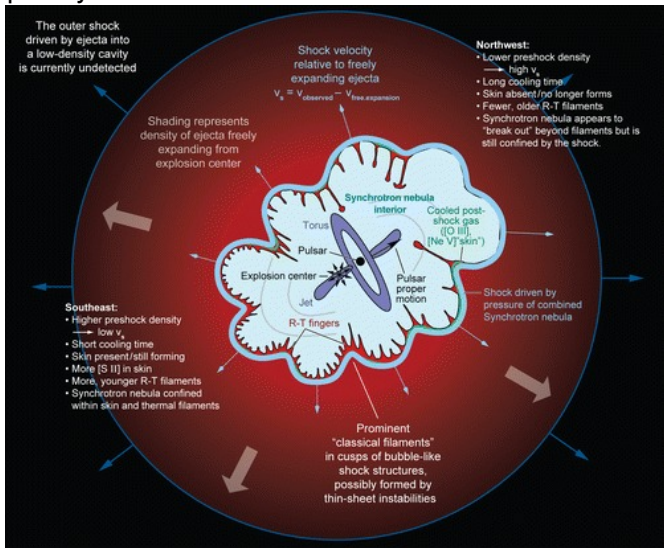 The outer shock
driven by ejecta into
a low-density cavity
is currently undetected
Shock velocity
relative to freely
expanding ejecta
vs = vobserved – vfree.expansion
Northwest:
• Lower preshock density
→ high vs
• Long cooling time
• Skin absent/no longer forms
• Fewer, older R-T filaments
• Synchrotron nebula appears to
"break out" beyond filaments but is
still confined by the shock.
Shading represents
density of ejecta freely
expanding from
explosion center
Synchrotron nebula
interior
Cooled post-
shock gas
([O III],
[Ne V]"skin")
Torus
Pulsar
Explosion center
Jet
Pulsar
proper
motion
R-T fingers
Shock driven by
pressure of combined
Synchrotron nebula
Southeast:
• Higher preshock density
→ low vs
• Short cooling time
• Skin present/still forming
• More [S II] in skin
• More, younger R-T filaments
• Synchrotron nebula confined
within skin and thermal filaments
Prominent
"classical filaments"
in cusps of bubble-like
shock structures,
possibly formed by
thin-sheet instabilities